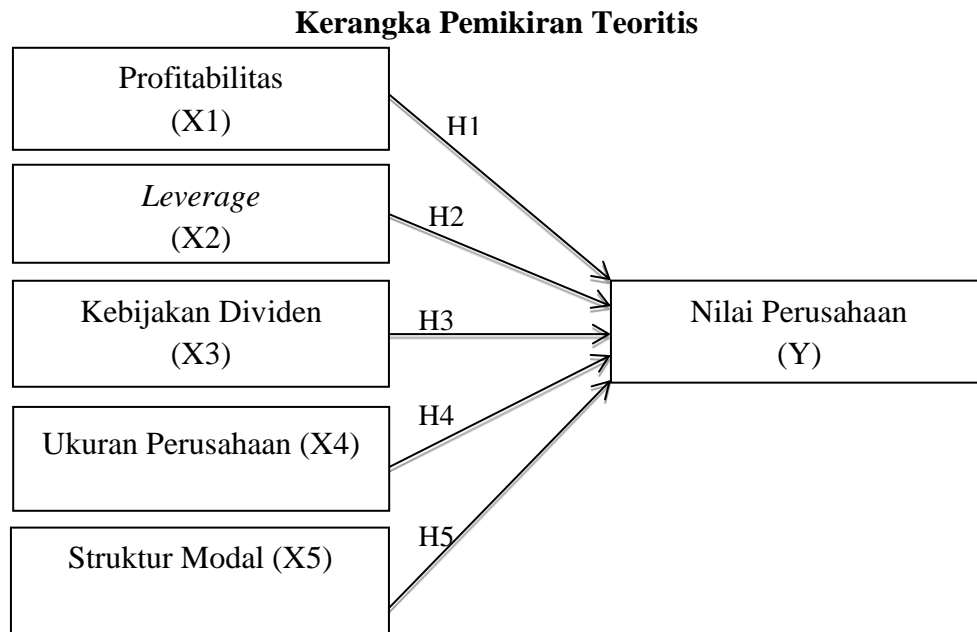 Kerangka Pemikiran Teoritis
Profitabilitas
(X1)
H1
Leverage
(X2)
H2
Kebijakan Dividen
(X3)
H3
Nilai Perusahaan
(Y)
Ukuran Perusahaan (X4)
H4
Struktur Modal (X5)
H5